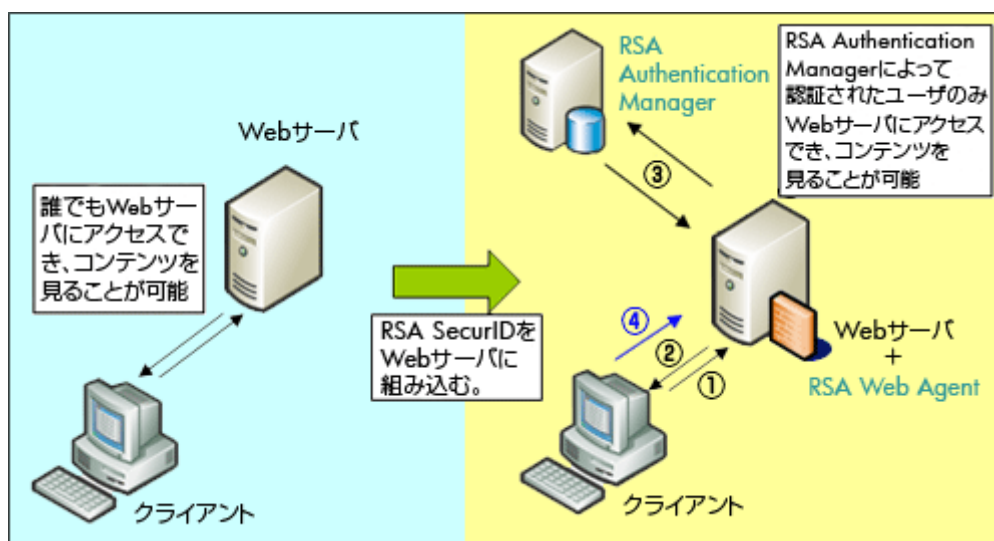 Webサーバ
誰でもWebサー
バにアクセスで
き、コンテンツを
見ることが可能
クライアント
RSA SecurIDを
Webサーバに
組み込む。
RSA
Authentication
Manager
RSA Authentication
Managerによって
認証されたユーザのみ
Webサーバにアクセス
でき、コンテンツを
見ることが可能
③
④
②
①
Webサーバ
+
RSA Web Agent
クライアント